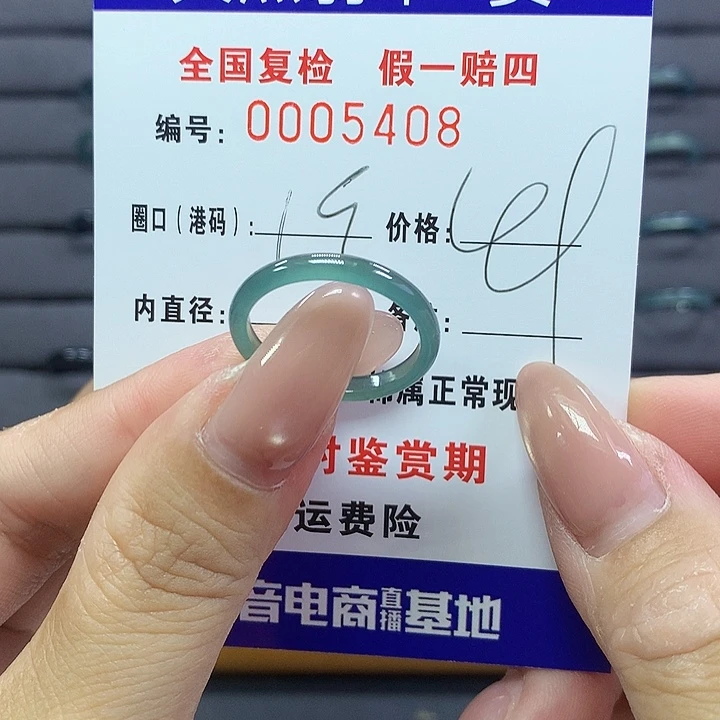 全国复检 假一赔四
编号: 0005408
圈口(港码): 19 价格:
内直径:
属正常现
鉴赏期
运费险
音电商直播基地